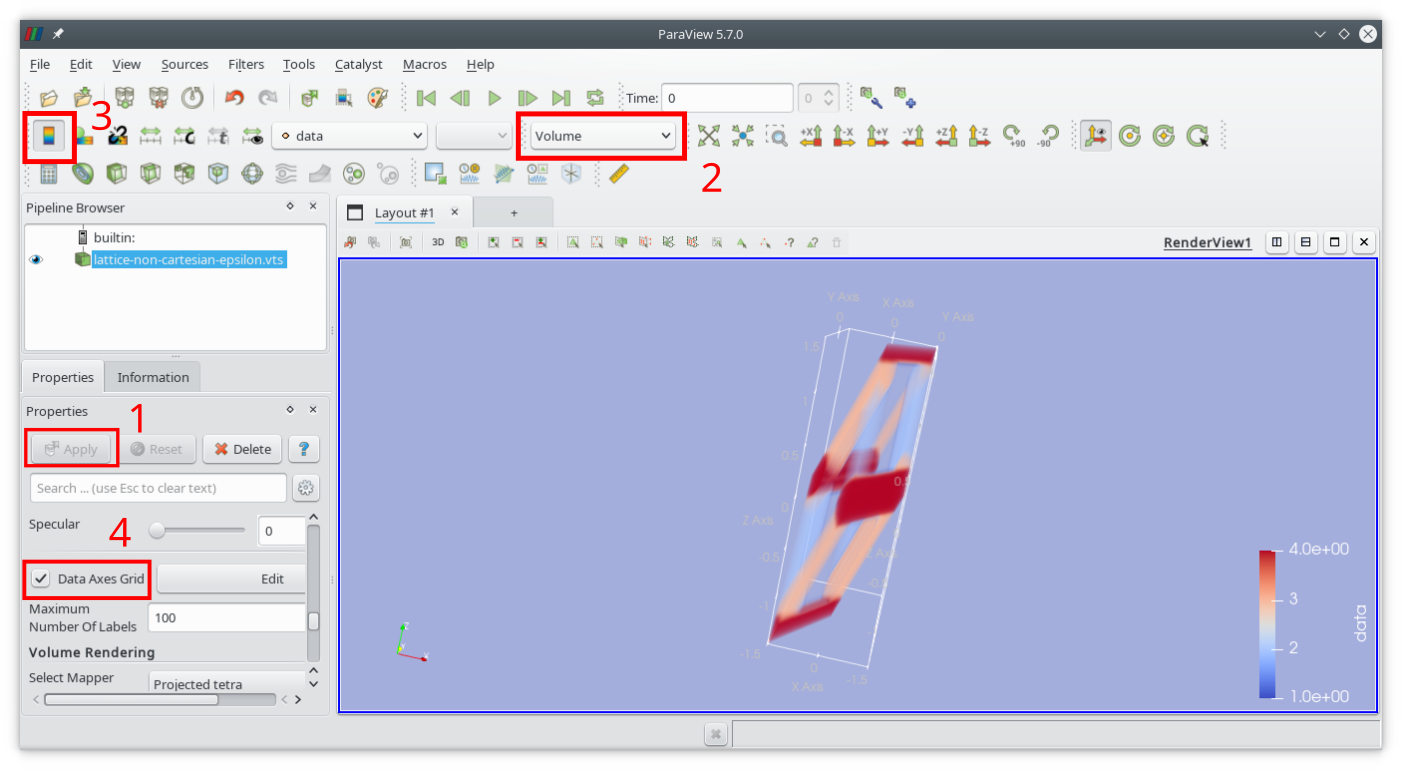 ParaView 5.7.0
File Edit View Sources Filters Tools Catalyst Macros Help
Time: 0 0
3
data Volume +X -X +Y -Y +Z -Z +90 -90
2
Pipeline Browser
Layout #1 +
builtin:
3D RenderView1
lattice-non-cartesian-epsilon.vts
Properties Information
Properties
1
Apply Reset Delete ?
Search ... (use Esc to clear text)
Specular 0
4
Data Axes Grid Edit
Maximum
Number Of Labels 100
Volume Rendering
Select Mapper Projected tetra
Y Axis X Axis Y Axis
0 0 0
1.5
1
0.5 0.5
0
Z Axis Z Axis
-0.5 -0.5
-1
-1.5 0 -1.5
X Axis
Z
Y
X
4.0e+00
3
2
1.0e+00
data